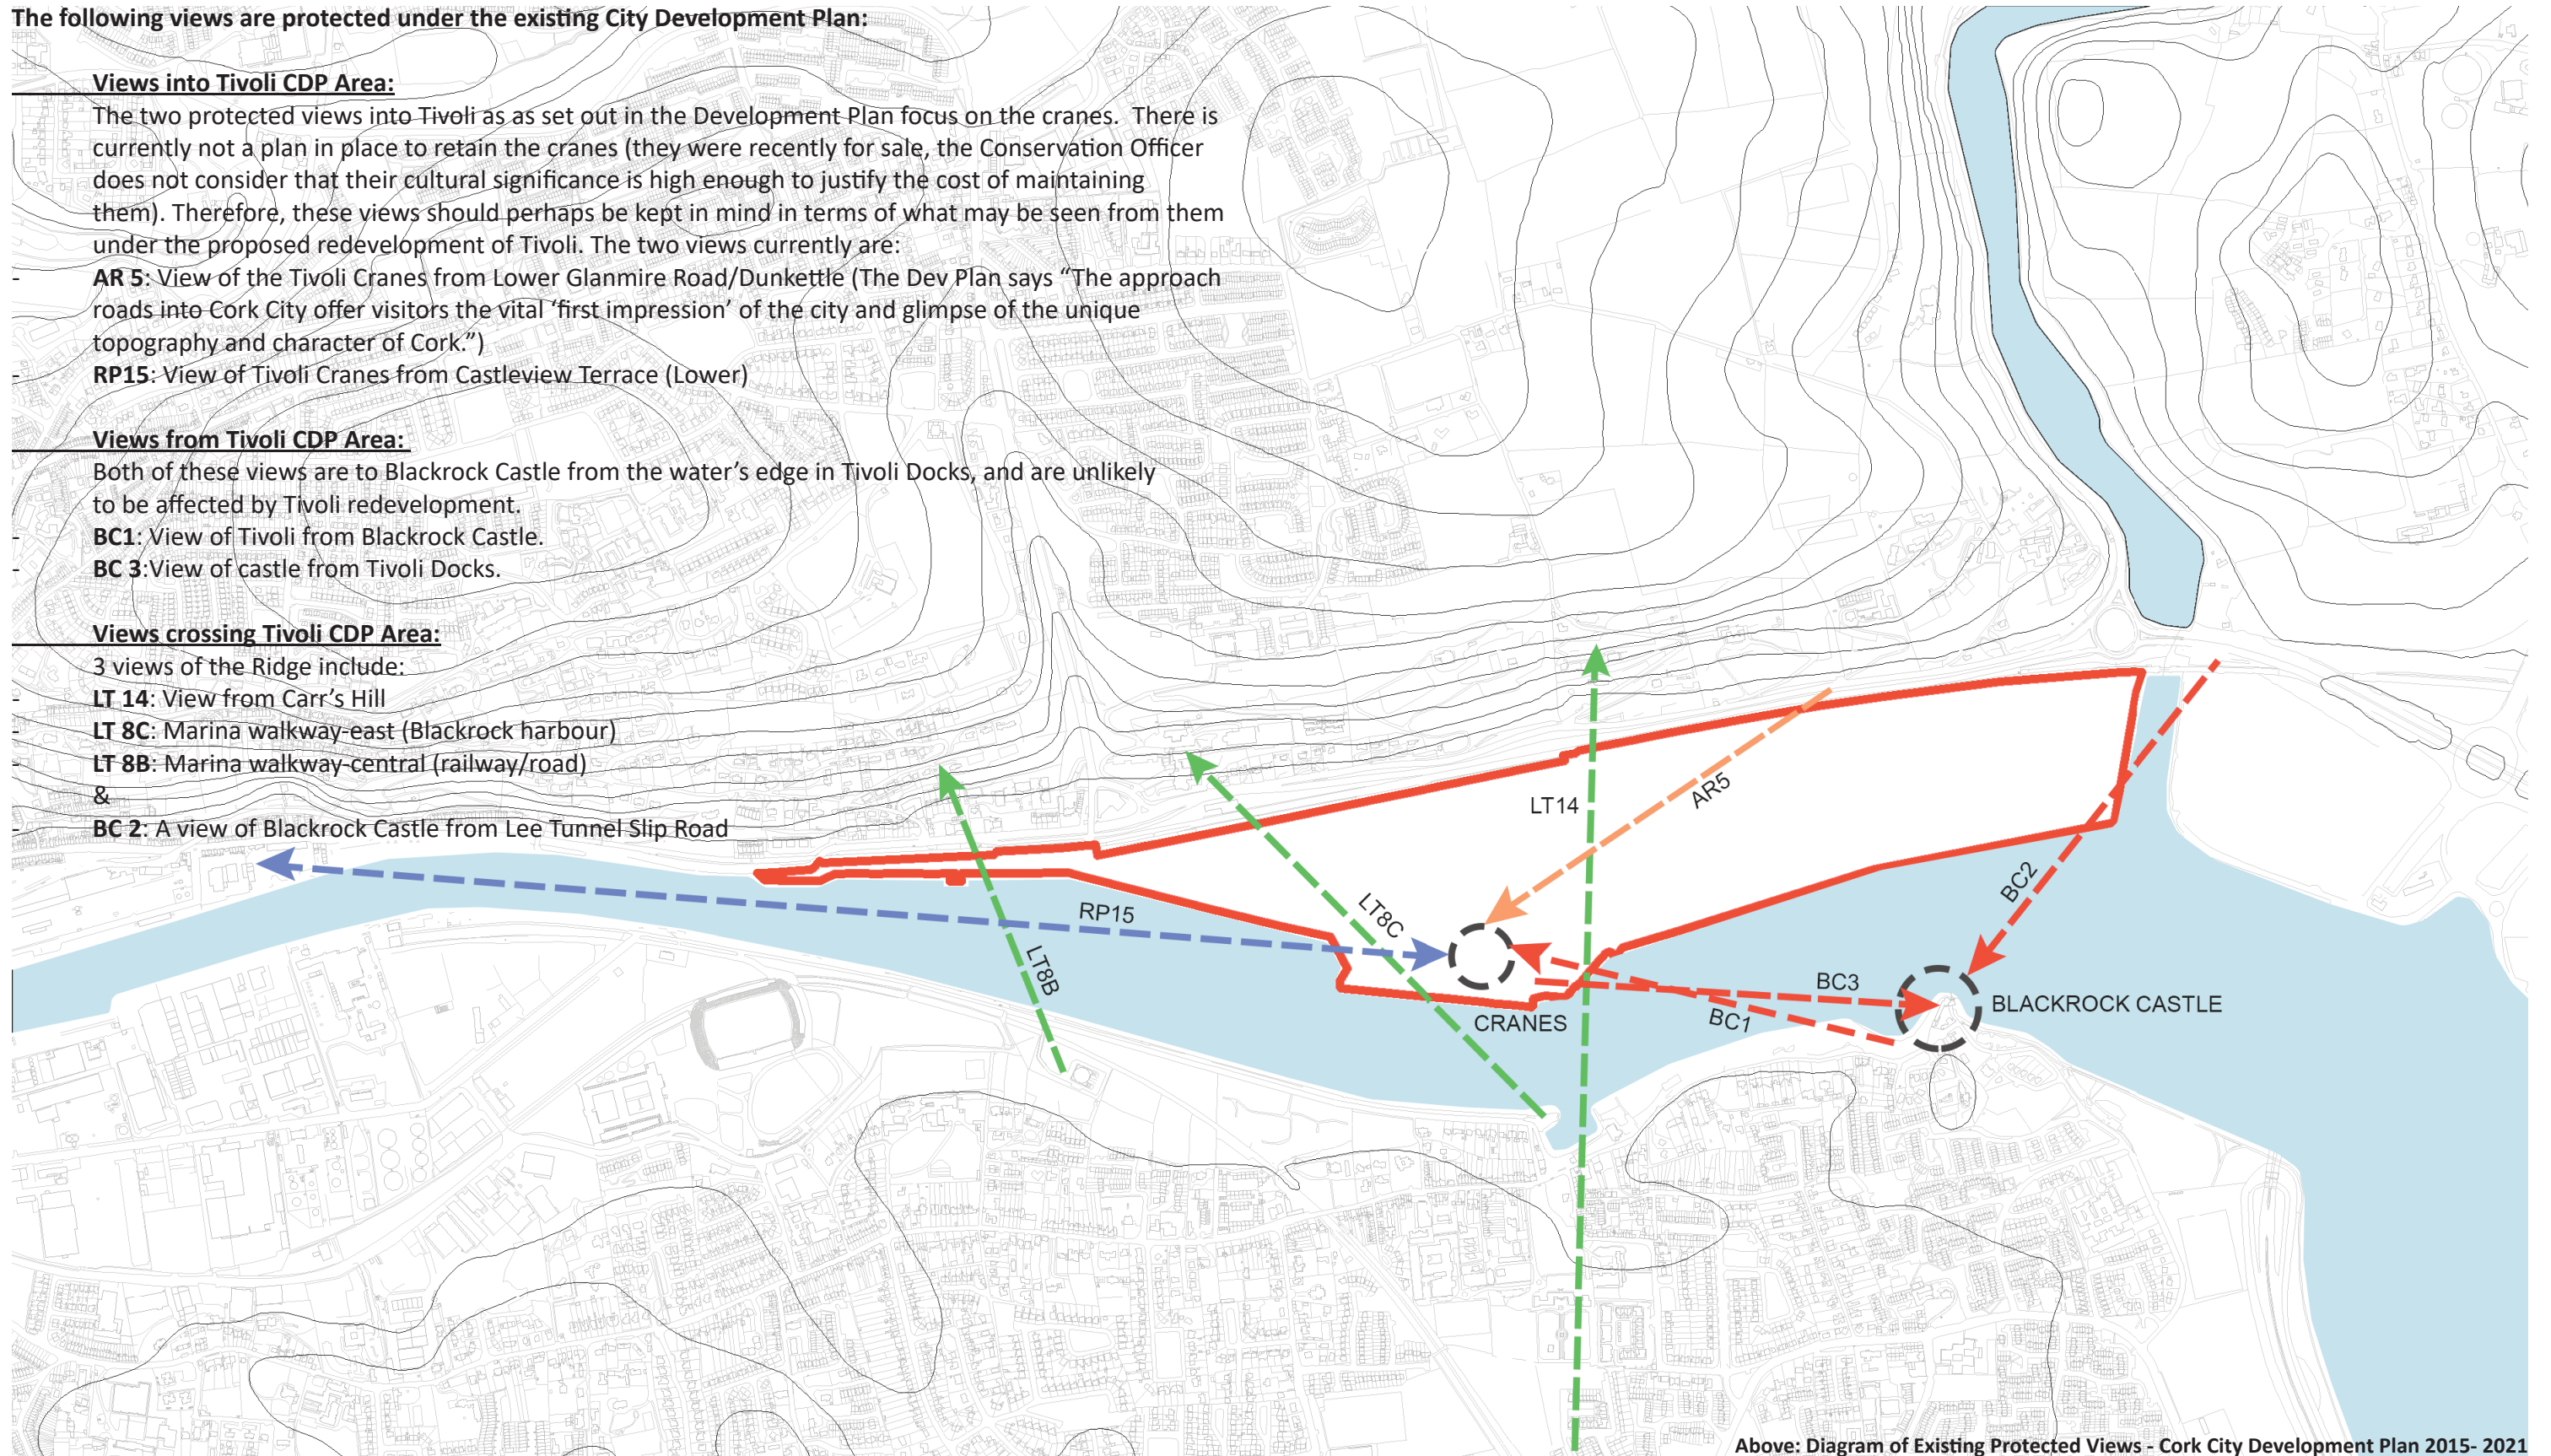 The following views are protected under the existing City Development Plan:
Views into Tivoli CDP Area:
The two protected views into Tivoli as as set out in the Development Plan focus on the cranes. There is
currently not a plan in place to retain the cranes (they were recently for sale, the Conservation Officer
does not consider that their cultural significance is high enough to justify the cost of maintaining
them). Therefore, these views should perhaps be kept in mind in terms of what may be seen from them
under the proposed redevelopment of Tivoli. The two views currently are:
- AR 5: View of the Tivoli Cranes from Lower Glanmire Road/Dunkettle (The Dev Plan says “The approach
roads into Cork City offer visitors the vital ‘first impression’ of the city and glimpse of the unique
topography and character of Cork.”)
- RP15: View of Tivoli Cranes from Castleview Terrace (Lower)
Views from Tivoli CDP Area:
Both of these views are to Blackrock Castle from the water’s edge in Tivoli Docks, and are unlikely
to be affected by Tivoli redevelopment.
- BC1: View of Tivoli from Blackrock Castle.
- BC 3:View of castle from Tivoli Docks.
Views crossing Tivoli CDP Area:
3 views of the Ridge include:
- LT 14: View from Carr’s Hill
- LT 8C: Marina walkway-east (Blackrock harbour)
- LT 8B: Marina walkway-central (railway/road)
&
- BC 2: A view of Blackrock Castle from Lee Tunnel Slip Road
LT14
AR5
BC2
RP15
LT8C
LT8B
BC3
BC1
CRANES
BLACKROCK CASTLE
Above: Diagram of Existing Protected Views - Cork City Development Plan 2015- 2021